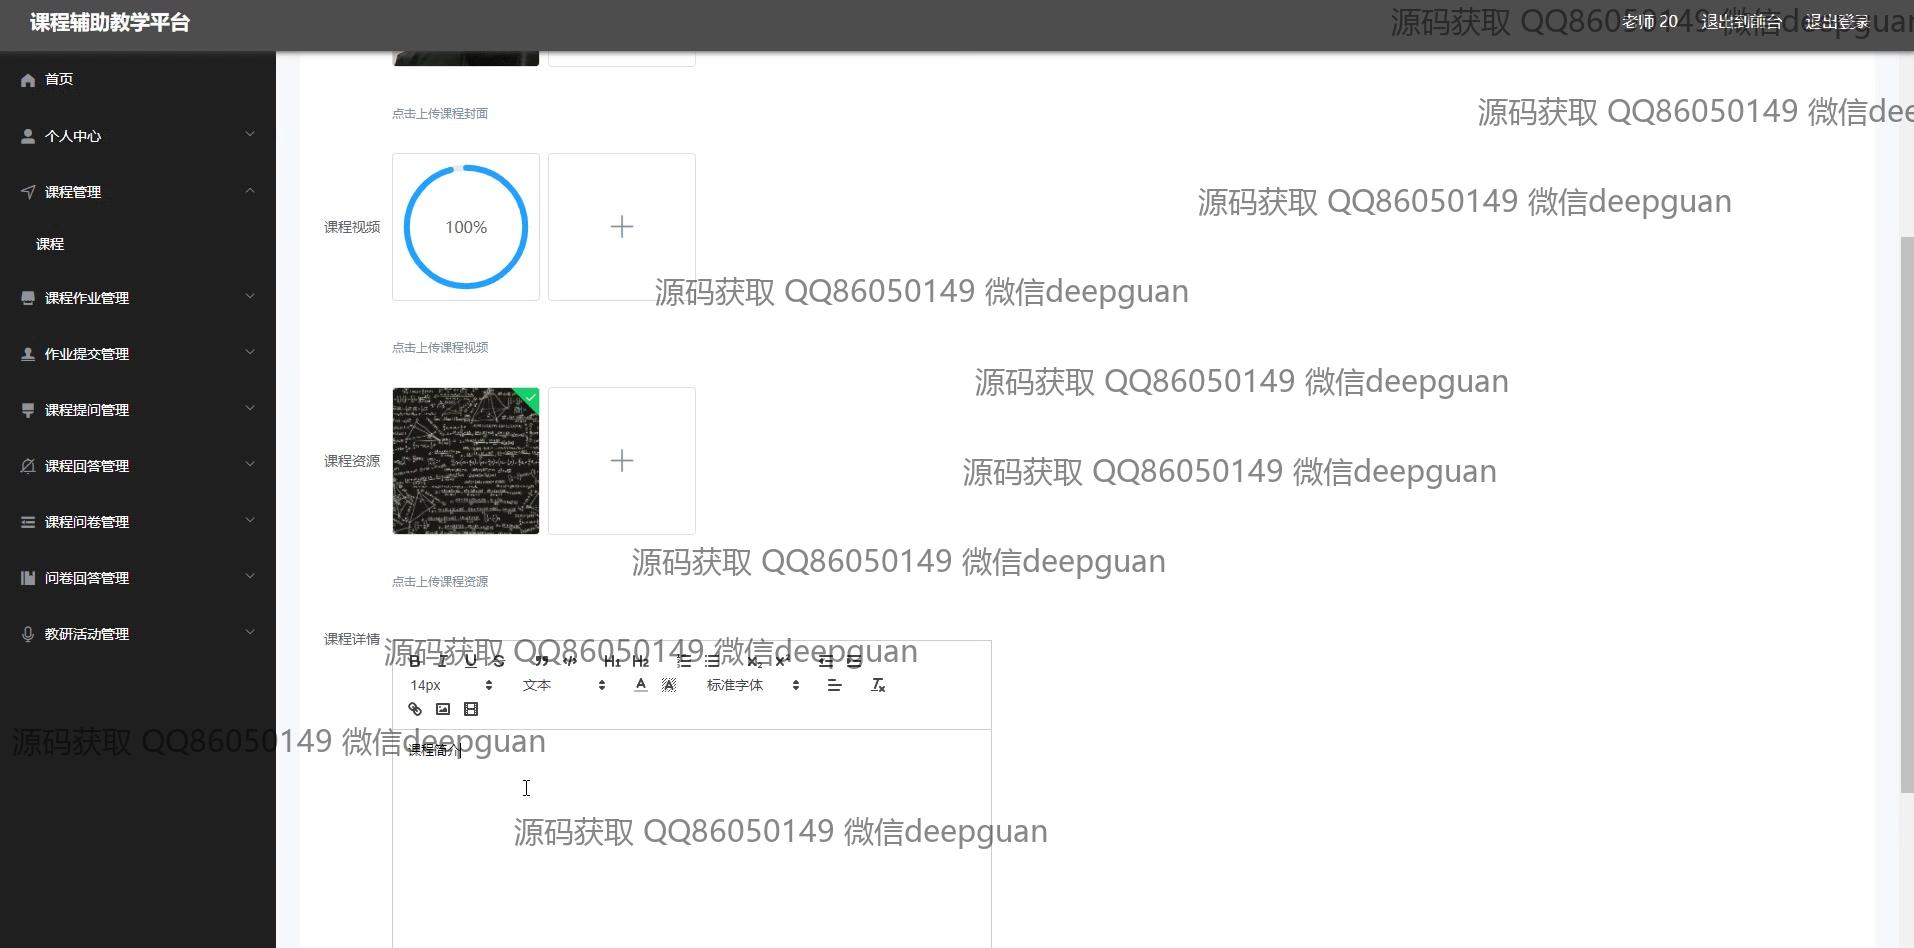 课程辅助教学平台
老师 20 退出到前台 退出登录
源码获取 QQ86050149 微信deepguan
首页
个人中心
课程管理
课程
课程作业管理
作业提交管理
课程提问管理
课程回答管理
课程问卷管理
问卷回答管理
教研活动管理
点击上传课程封面
源码获取 QQ86050149 微信dee
源码获取 QQ86050149 微信deepguan
课程视频
100%
源码获取 QQ86050149 微信deepguan
点击上传课程视频
源码获取 QQ86050149 微信deepguan
课程资源
源码获取 QQ86050149 微信deepguan
源码获取 QQ86050149 微信deepguan
点击上传课程资源
课程详情
源码获取 QQ86050149 微信deepguan
B I U S H1 H2 X2 X2
14px 文本 A A 标准字体 Tx
源码获取 QQ86050149 微信deepguan
课程简介
源码获取 QQ86050149 微信deepguan